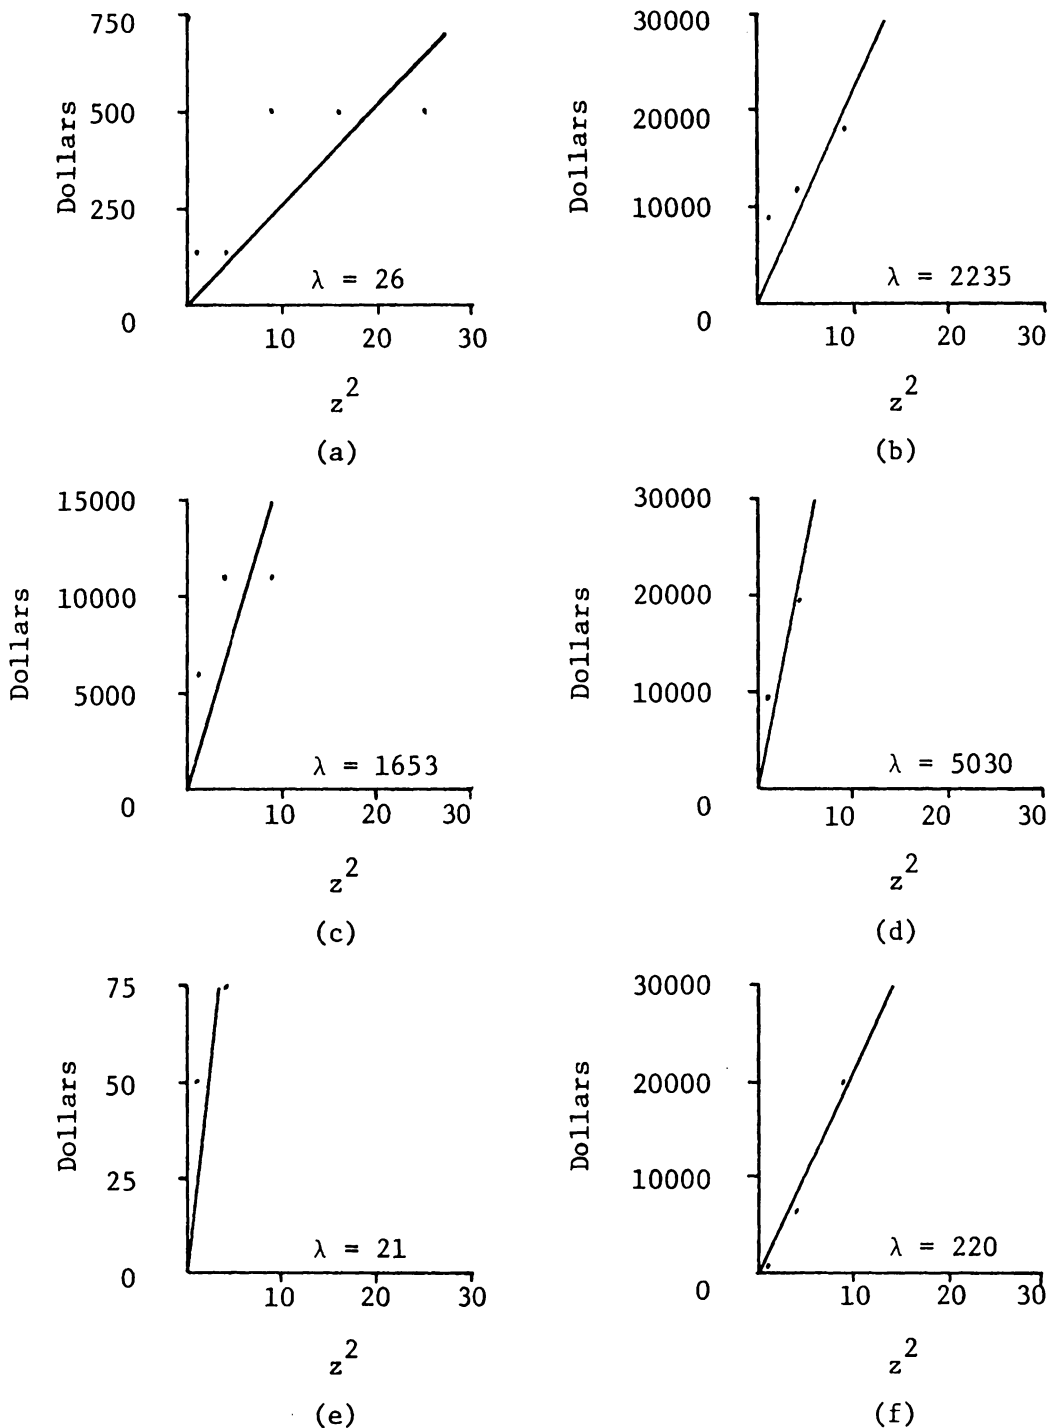 750
500
250
0
Dollars
λ = 26
10 20 30
z²
(a)
30000
20000
10000
0
Dollars
λ = 2235
10 20 30
z²
(b)
15000
10000
5000
0
Dollars
λ = 1653
10 20 30
z²
(c)
30000
20000
10000
0
Dollars
λ = 5030
10 20 30
z²
(d)
75
50
25
0
Dollars
λ = 21
10 20 30
z²
(e)
30000
20000
10000
0
Dollars
λ = 220
10 20 30
z²
(f)